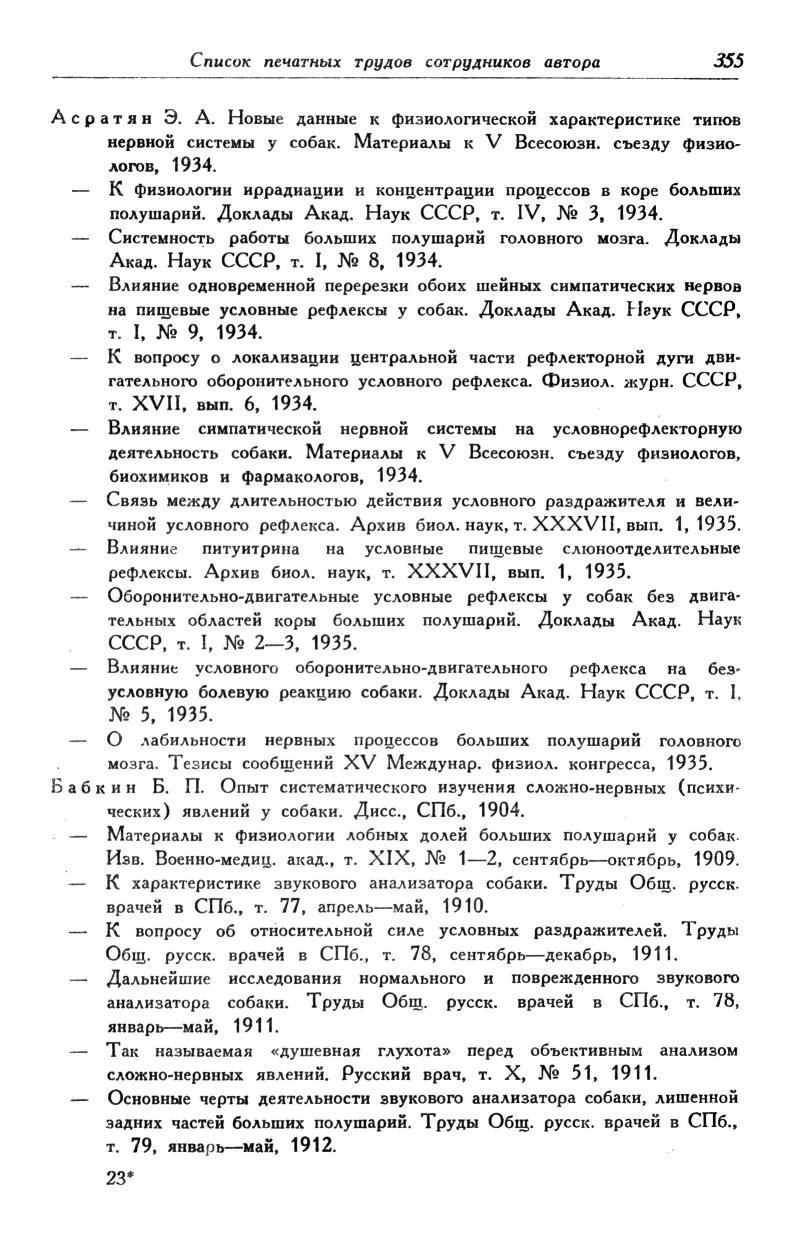 Список печатных трудов сотрудников автора 355
Асратян Э. А. Новые данные к физиологической характеристике типов
нервной системы у собак. Материалы к V Всесоюзн. съезду физио-
логов, 1934.
— К физиологии иррадиации и концентрации процессов в коре больших
полушарий. Доклады Акад. Наук СССР, т. IV, № 3, 1934.
— Системность работы больших полушарий головного мозга. Доклады
Акад. Наук СССР, т. I, № 8, 1934.
— Влияние одновременной перерезки обоих шейных симпатических нервов
на пищевые условные рефлексы у собак. Доклады Акад. Наук СССР,
т. I, № 9, 1934.
— К вопросу о локализации центральной части рефлекторной дуги дви-
гательного оборонительного условного рефлекса. Физиол. журн. СССР,
т. XVII, вып. 6, 1934.
— Влияние симпатической нервной системы на условнорефлекторную
деятельность собаки. Материалы к V Всесоюзн. съезду физиологов,
биохимиков и фармакологов, 1934.
— Связь между длительностью действия условного раздражителя и вели-
чиной условного рефлекса. Архив биол. наук, т. XXXVII, вып. 1, 1935.
— Влияние питуитрина на условные пищевые слюноотделительные
рефлексы. Архив биол. наук, т. XXXVII, вып. 1, 1935.
— Оборонительно-двигательные условные рефлексы у собак без двига-
тельных областей коры больших полушарий. Доклады Акад. Наук
СССР, т. I, № 2—3, 1935.
— Влияние условного оборонительно-двигательного рефлекса на без-
условную болевую реакцию собаки. Доклады Акад. Наук СССР, т. I,
№ 5, 1935.
— О лабильности нервных процессов больших полушарий головного
мозга. Тезисы сообщений XV Междунар. физиол. конгресса, 1935.
Бабкин Б. П. Опыт систематического изучения сложно-нервных (психи-
ческих) явлений у собаки. Дисс., СПб., 1904.
— Материалы к физиологии лобных долей больших полушарий у собак.
Изв. Военно-медиц. акад., т. XIX, № 1—2, сентябрь—октябрь, 1909.
— К характеристике звукового анализатора собаки. Труды Общ. русск.
врачей в СПб., т. 77, апрель—май, 1910.
— К вопросу об относительной силе условных раздражителей. Труды
Общ. русск. врачей в СПб., т. 78, сентябрь—декабрь, 1911.
— Дальнейшие исследования нормального и поврежденного звукового
анализатора собаки. Труды Общ. русск. врачей в СПб., т. 78,
январь—май, 1911.
— Так называемая «душевная глухота» перед объективным анализом
сложно-нервных явлений. Русский врач, т. X, № 51, 1911.
— Основные черты деятельности звукового анализатора собаки, лишенной
задних частей больших полушарий. Труды Общ. русск. врачей в СПб.,
т. 79, январь—май, 1912.
23*